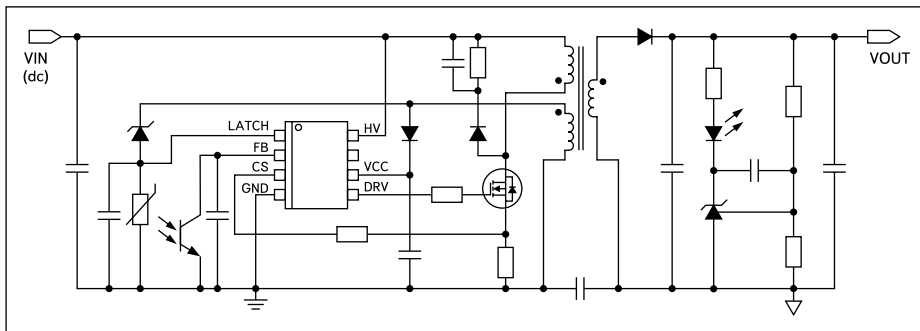 VIN
(dc)
VOUT
LATCH
FB
CS
GND
HV
VCC
DRV